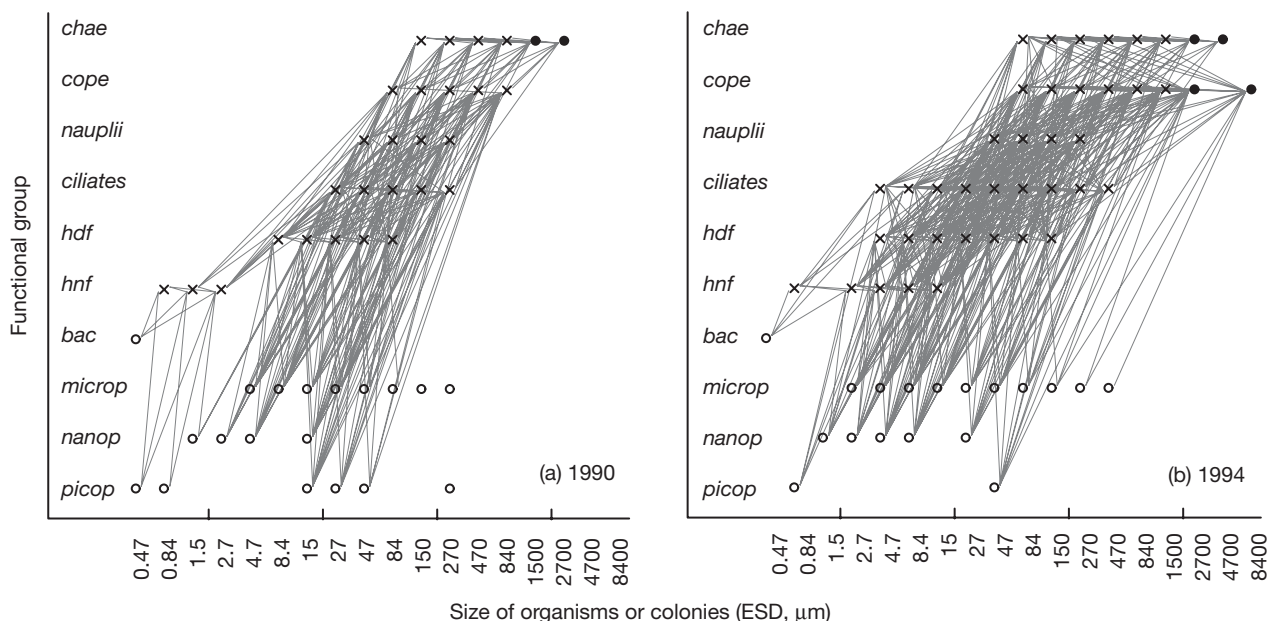 Functional group
chae
cope
nauplii
ciliates
hdf
hnf
bac
microp
nanop
picop
(a) 1990
0.47
0.84
1.5
2.7
4.7
8.4
15
27
47
84
150
270
470
840
1500
2700
4700
8400
chae
cope
nauplii
ciliates
hdf
hnf
bac
microp
nanop
picop
(b) 1994
0.47
0.84
1.5
2.7
4.7
8.4
15
27
47
84
150
270
470
840
1500
2700
4700
8400
Size of organisms or colonies (ESD, μm)